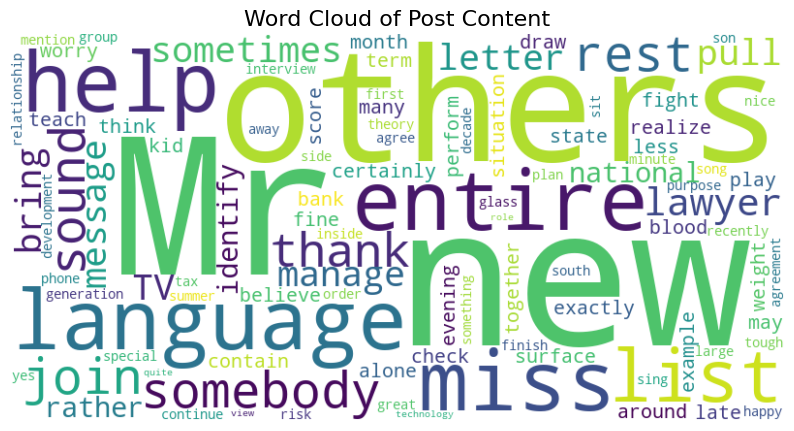 Word Cloud of Post Content
mention group sometimes month letter draw rest pull son
worry interview term nice
relationship help others first fight
teach think score away many theory agree perform decade situation sit state realize less minute song
kid side certainly national plan purpose play
bring sound message identify bank fine inside Mr entire glass role lawyer blood recently
development thank
phone tax TV manage new south weight agreement
generation summer believe order evening something together exactly may
language finish example tough
yes special contain check surface large
join quite somebody alone miss list sing
rather continue view risk great technology around late happy